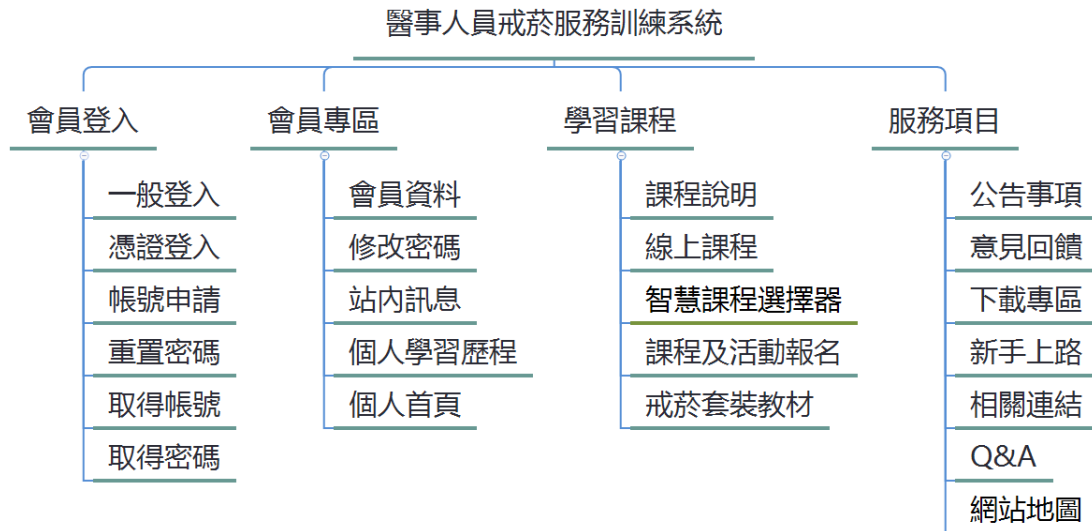 醫事人員戒菸服務訓練系統
會員登入
一般登入
憑證登入
帳號申請
重置密碼
取得帳號
取得密碼
會員專區
會員資料
修改密碼
站內訊息
個人學習歷程
個人首頁
學習課程
課程說明
線上課程
智慧課程選擇器
課程及活動報名
戒菸套裝教材
服務項目
公告事項
意見回饋
下載專區
新手上路
相關連結
Q&A
網站地圖